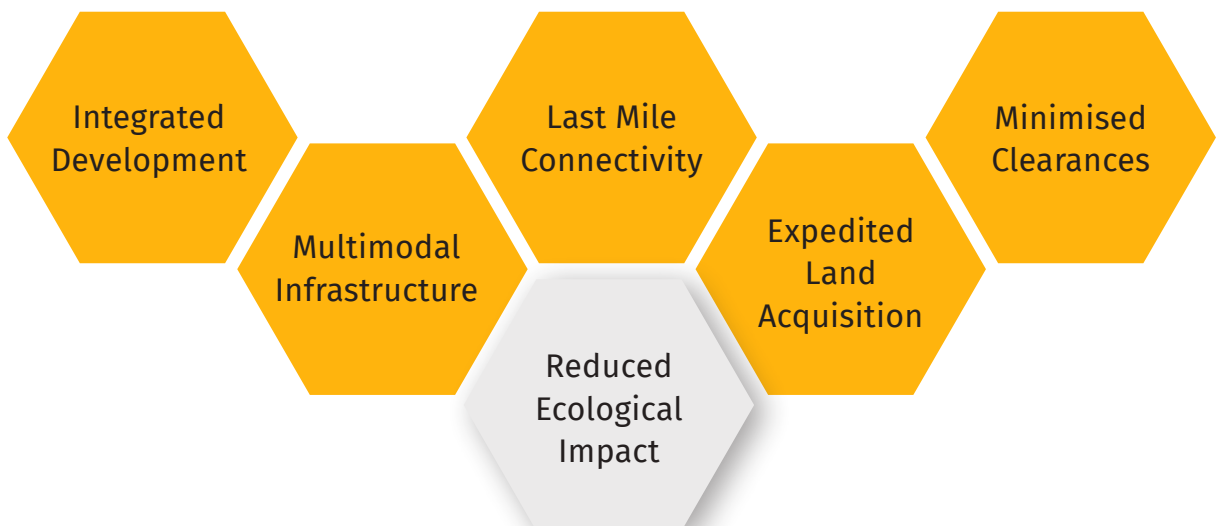 Integrated
Development
Multimodal
Infrastructure
Last Mile
Connectivity
Reduced
Ecological
Impact
Expedited
Land
Acquisition
Minimised
Clearances